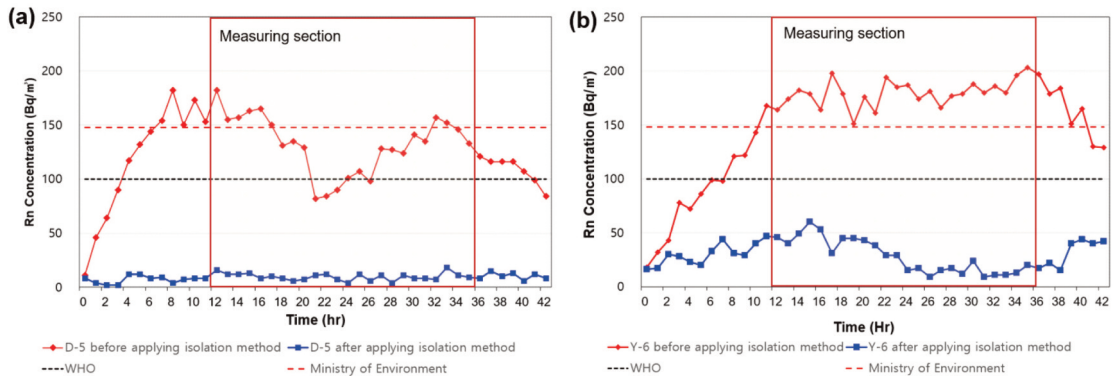 (a)
250
200
150
100
50
0
Rn Concentration (Bq/㎥)
Measuring section
0 2 4 6 8 10 12 14 16 18 20 22 24 26 28 30 32 34 36 38 40 42
Time (hr)
D-5 before applying isolation method
D-5 after applying isolation method
WHO
Ministry of Environment
(b)
250
200
150
100
50
0
Rn Concentration (Bq/㎥)
Measuring section
0 2 4 6 8 10 12 14 16 18 20 22 24 26 28 30 32 34 36 38 40 42
Time (Hr)
Y-6 before applying isolation method
Y-6 after applying isolation method
WHO
Ministry of Environment